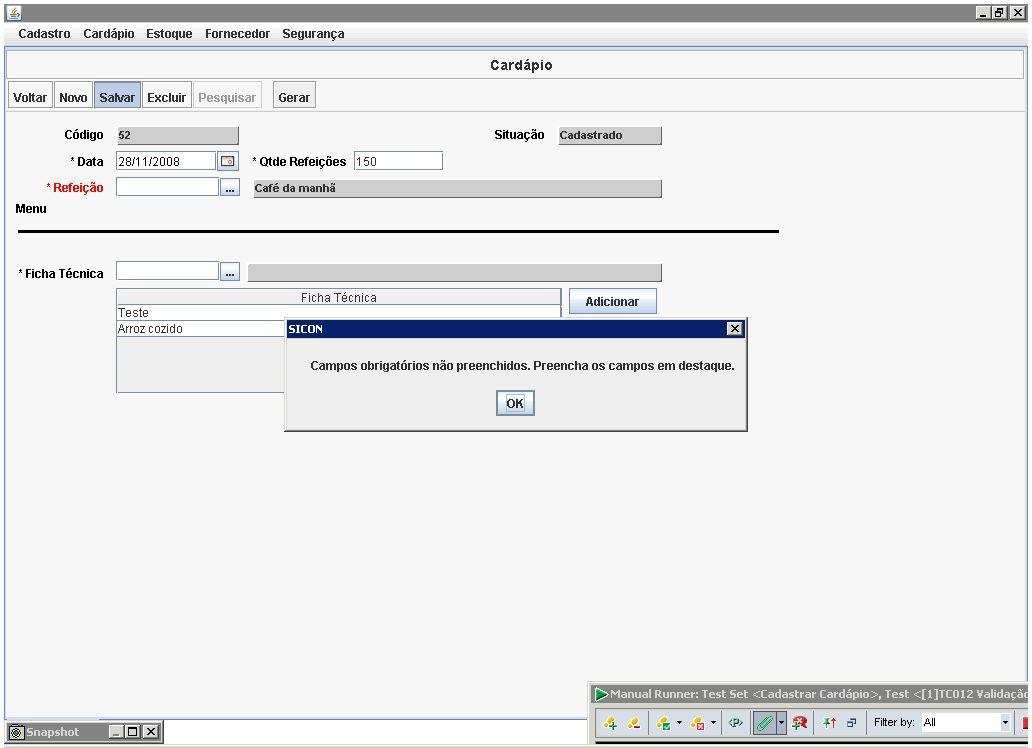 Cadastro Cardápio Estoque Fornecedor Segurança
Cardápio
Voltar Novo Salvar Excluir Pesquisar Gerar
Código 52 Situação Cadastrado
* Data 28/11/2008 * Qtde Refeições 150
* Refeição ... Café da manhã
Menu
* Ficha Técnica ...
Ficha Técnica Adicionar
Teste
Arroz cozido
SICON
Campos obrigatórios não preenchidos. Preencha os campos em destaque.
OK
Manual Runner: Test Set <Cadastrar Cardápio>, Test <[1]TC012 Validação
<P> Filter by: All
Snapshot